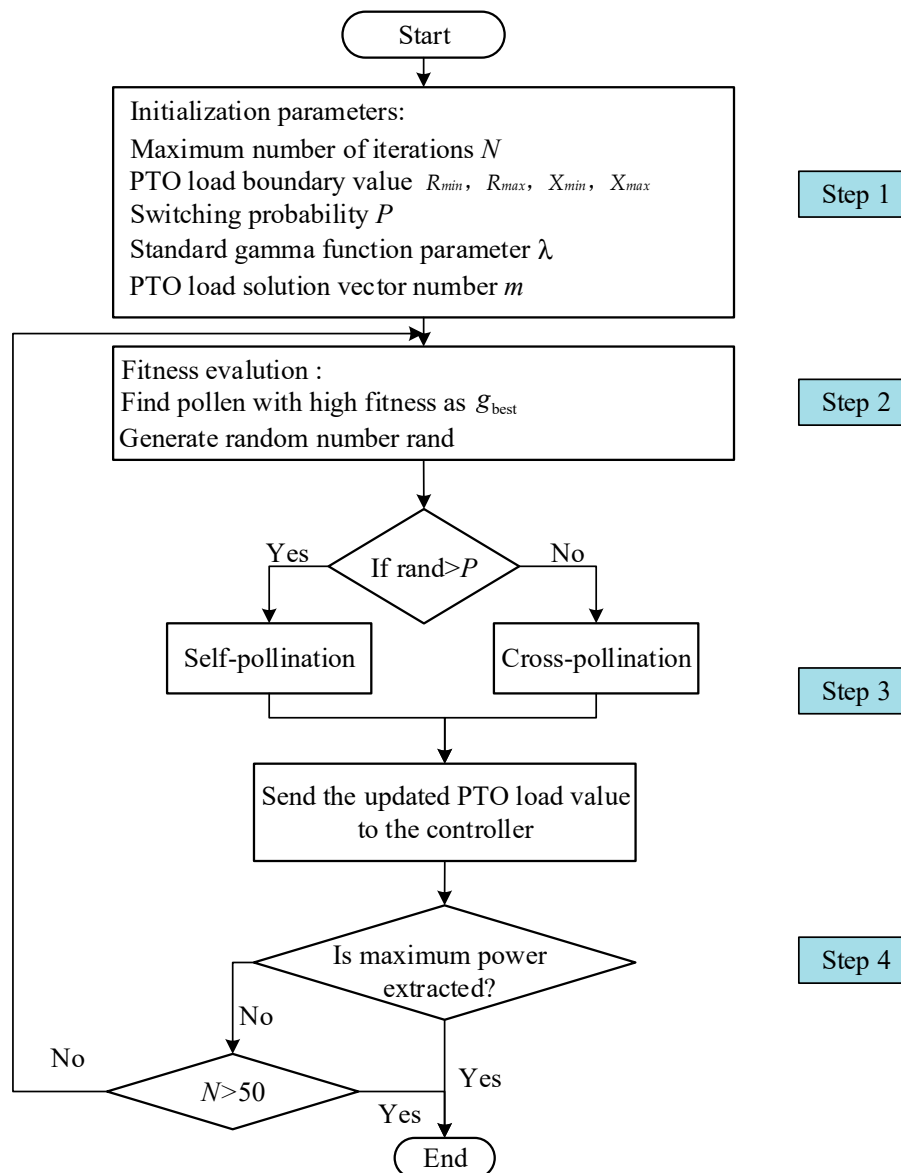 Start
Initialization parameters:
Maximum number of iterations N
PTO load boundary value Rmin, Rmax, Xmin, Xmax
Switching probability P
Standard gamma function parameter λ
PTO load solution vector number m
Step 1
Fitness evalution :
Find pollen with high fitness as gbest
Generate random number rand
Step 2
Yes
If rand>P
No
Self-pollination
Cross-pollination
Step 3
Send the updated PTO load value
to the controller
Is maximum power
extracted?
Step 4
No
No
N>50
Yes
Yes
End